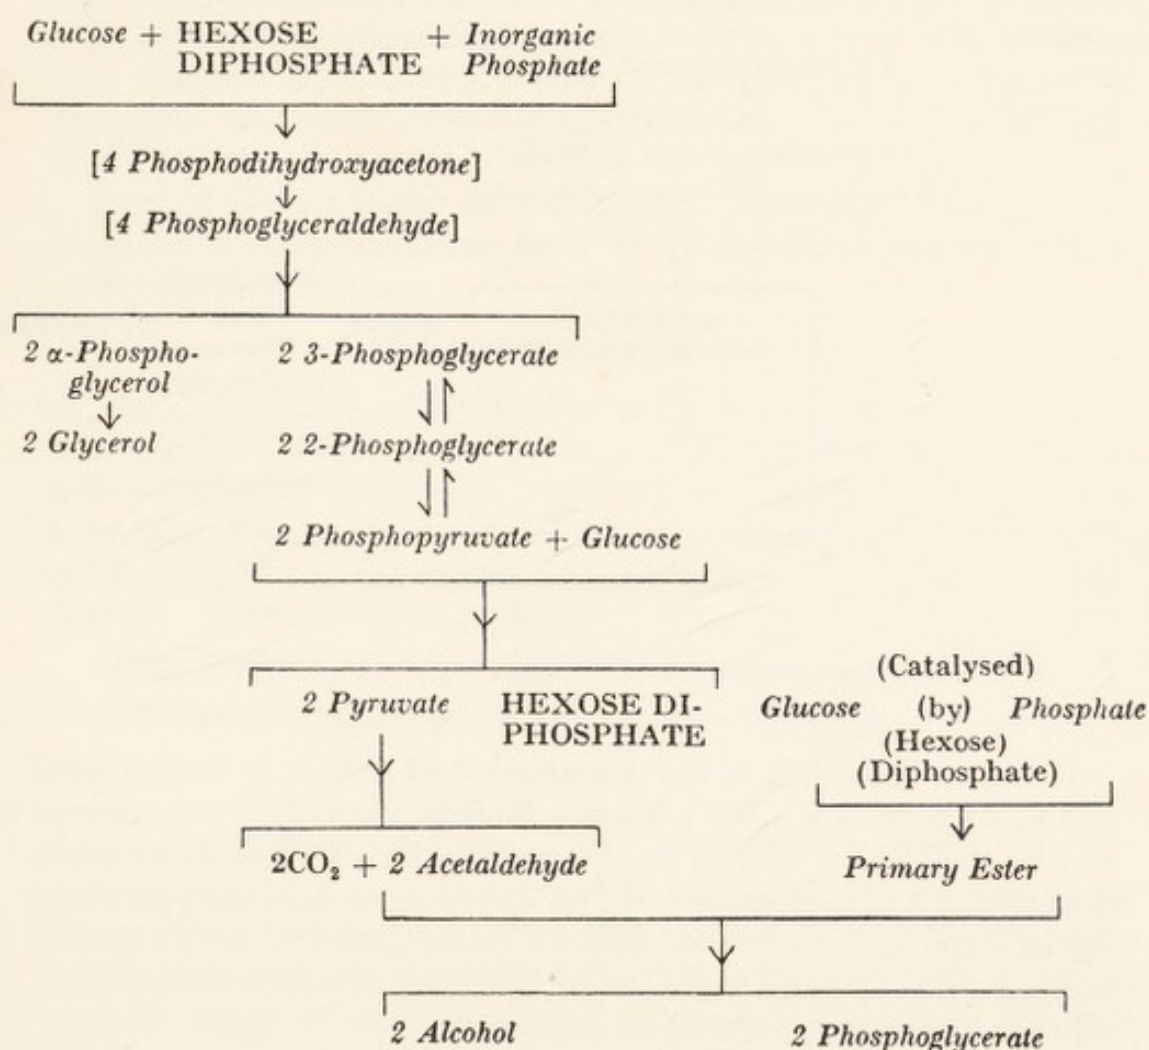 Glucose + HEXOSE + Inorganic
DIPHOSPHATE Phosphate
[4 Phosphodihydroxyacetone]
[4 Phosphoglyceraldehyde]
2 α-Phospho- 2 3-Phosphoglycerate
glycerol
2 Glycerol 2 2-Phosphoglycerate
2 Phosphopyruvate + Glucose
(Catalysed)
2 Pyruvate HEXOSE DI- Glucose (by) Phosphate
PHOSPHATE (Hexose)
(Diphosphate)
2CO₂ + 2 Acetaldehyde Primary Ester
2 Alcohol 2 Phosphoglycerate